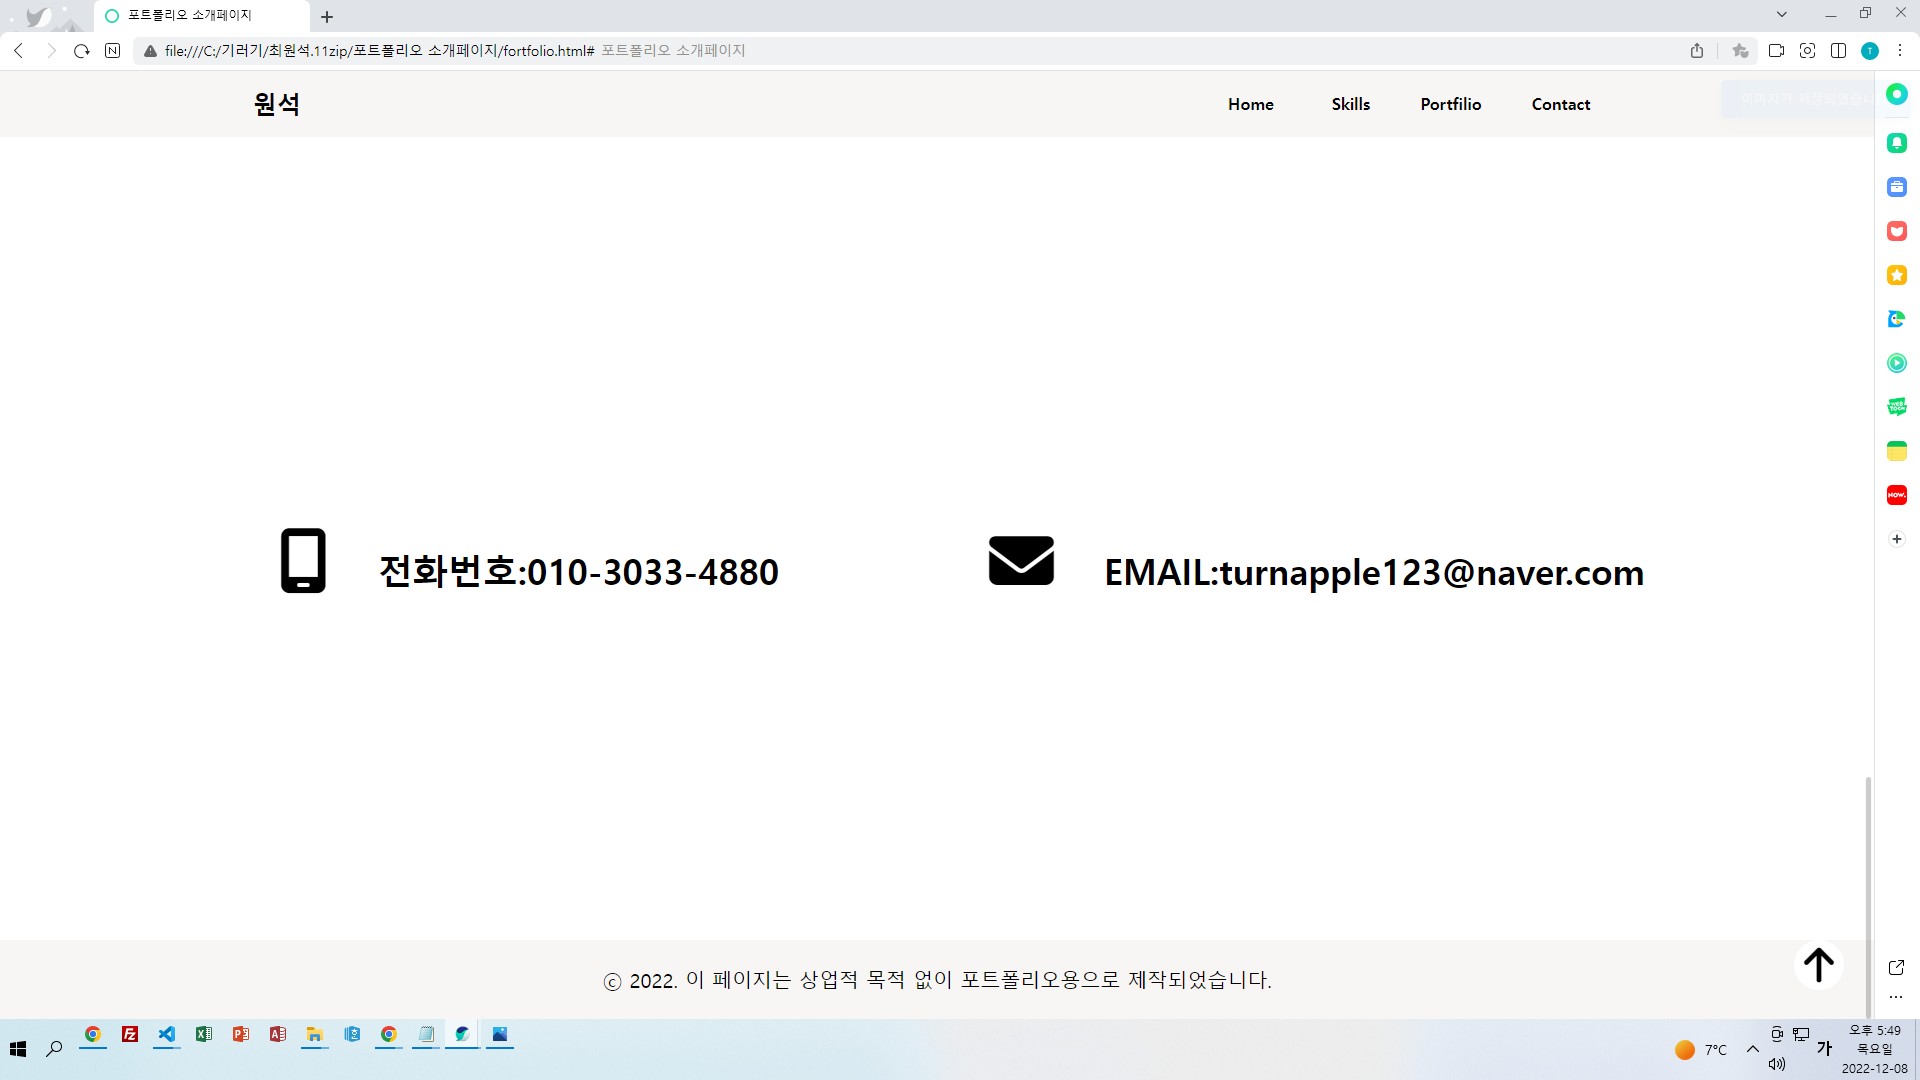 포트폴리오 소개페이지
file:///C:/기러기/최원석.11zip/포트폴리오 소개페이지/fortfolio.html# 포트폴리오 소개페이지
원석
Home Skills Portfilio Contact
전화번호:010-3033-4880
EMAIL:turnapple123@naver.com
ⓒ 2022. 이 페이지는 상업적 목적 없이 포트폴리오용으로 제작되었습니다.
NOW.
7°C
가
오후 5:49
목요일
2022-12-08